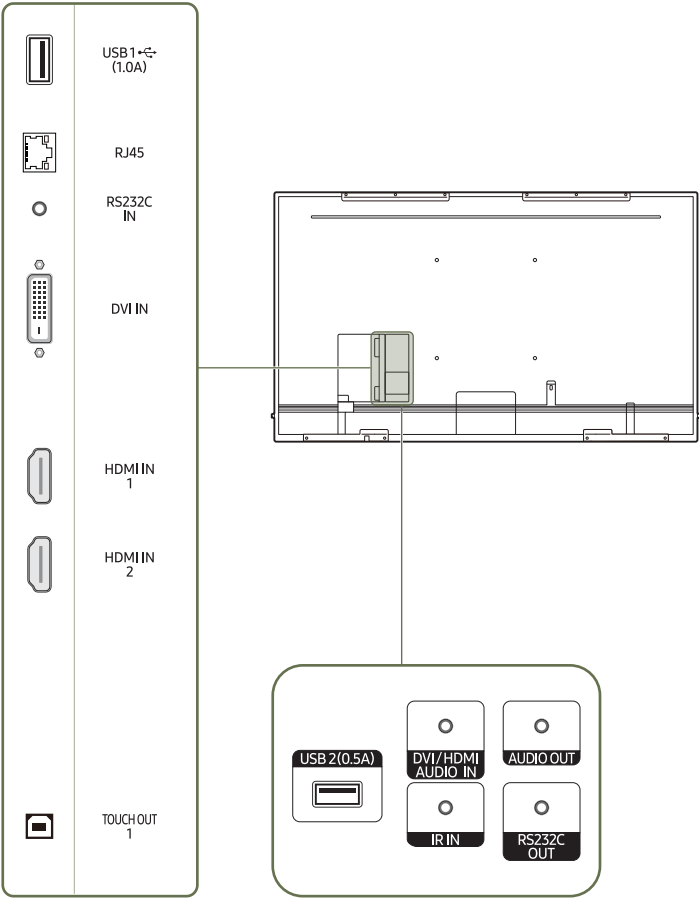 USB 1
(1.0A)
RJ45
RS232C
IN
DVI IN
HDMI IN
1
HDMI IN
2
TOUCH OUT
1
USB 2(0.5A)
DVI/HDMI
AUDIO IN
AUDIO OUT
IR IN
RS232C
OUT